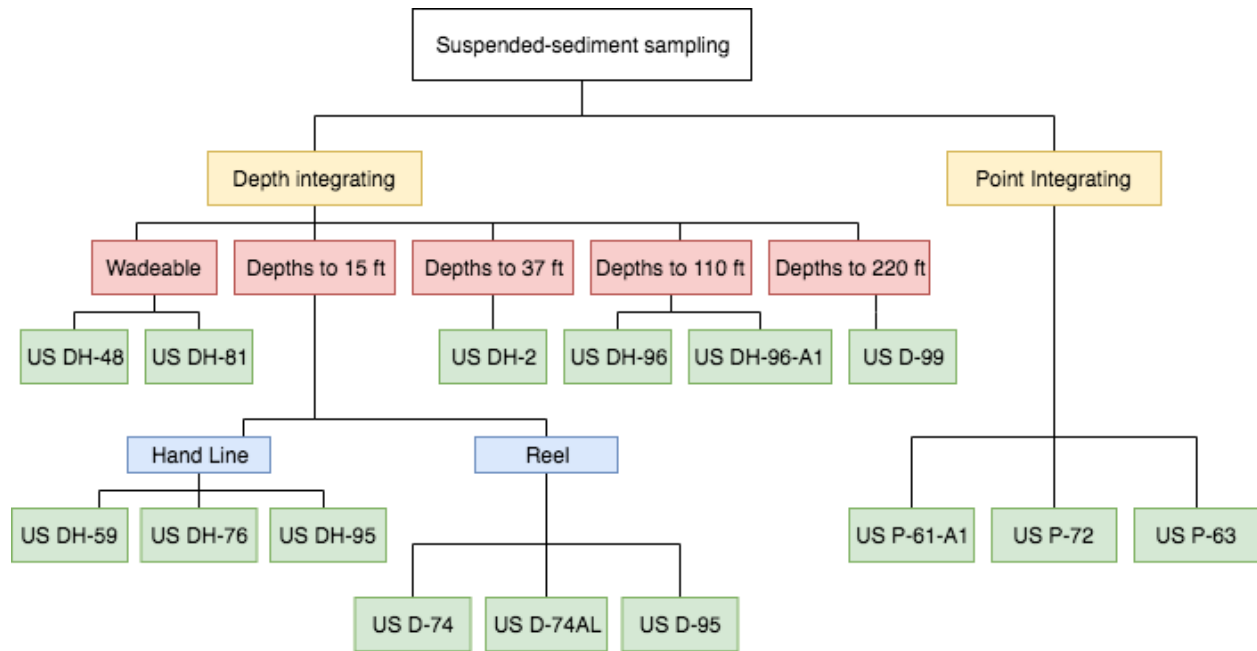 Suspended-sediment sampling
Depth integrating
Point Integrating
Wadeable
Depths to 15 ft
Depths to 37 ft
Depths to 110 ft
Depths to 220 ft
US DH-48
US DH-81
US DH-2
US DH-96
US DH-96-A1
US D-99
Hand Line
Reel
US DH-59
US DH-76
US DH-95
US P-61-A1
US P-72
US P-63
US D-74
US D-74AL
US D-95